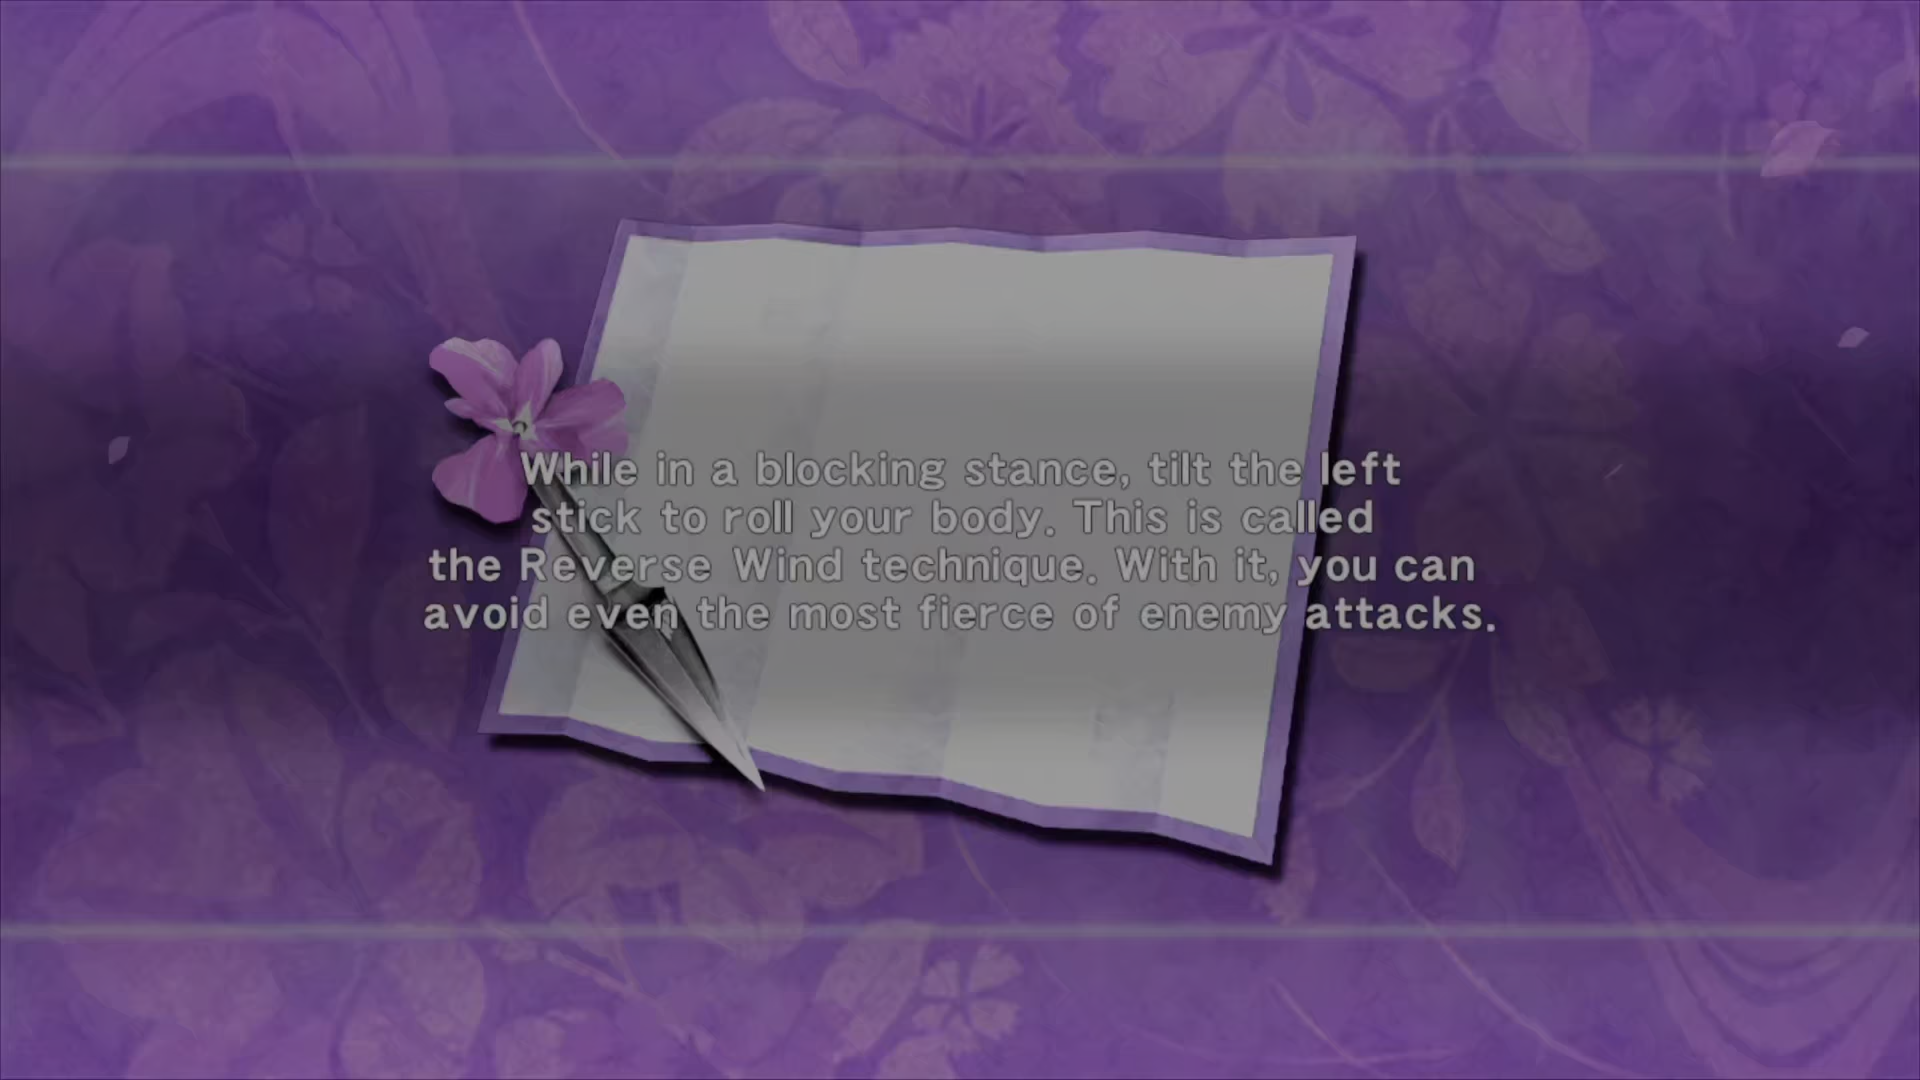 While in a blocking stance, tilt the left
stick to roll your body. This is called
the Reverse Wind technique. With it, you can
avoid even the most fierce of enemy attacks.